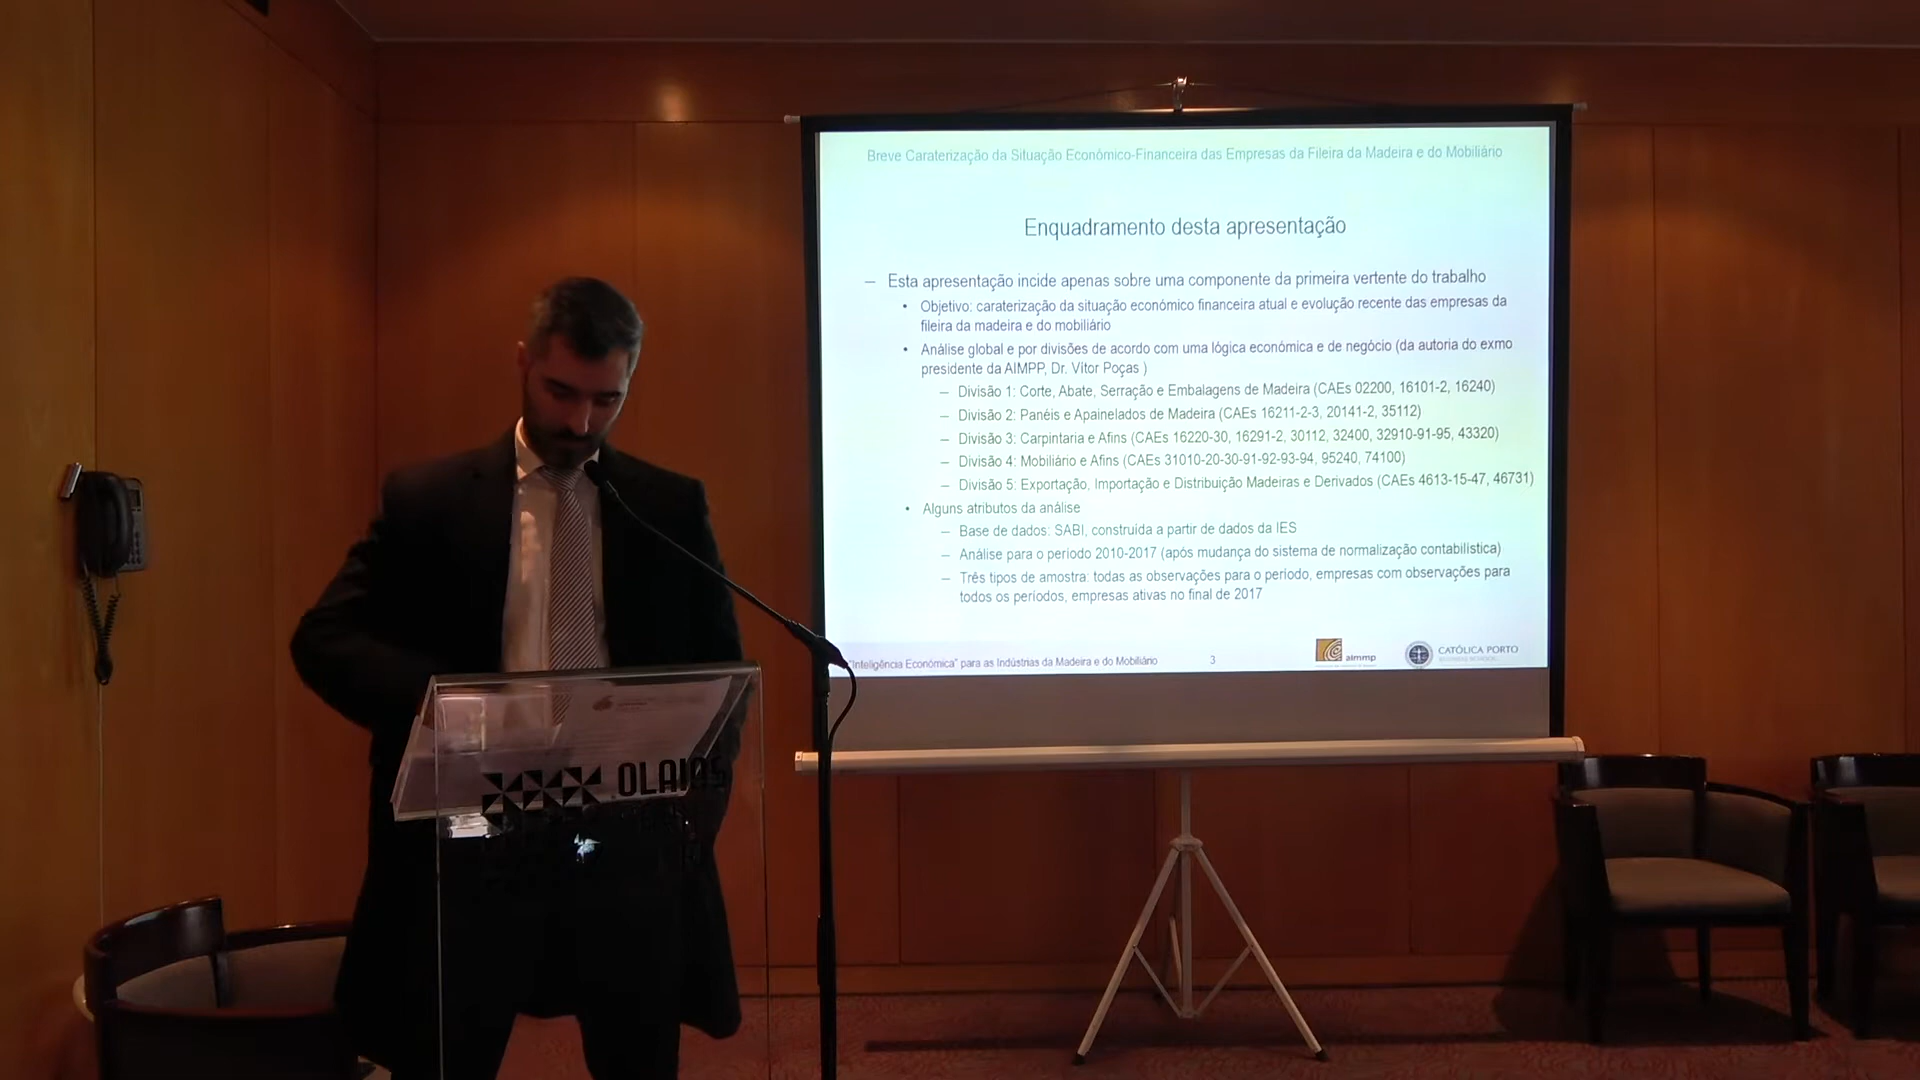 Breve Caraterização da Situação Económico-Financeira das Empresas da Fileira da Madeira e do Mobiliário
Enquadramento desta apresentação
– Esta apresentação incide apenas sobre uma componente da primeira vertente do trabalho
• Objetivo: caraterização da situação económico financeira atual e evolução recente das empresas da
fileira da madeira e do mobiliário
• Análise global e por divisões de acordo com uma lógica económica e de negócio (da autoria do exmo
presidente da AIMPP, Dr. Vítor Poças )
– Divisão 1: Corte, Abate, Serração e Embalagens de Madeira (CAEs 02200, 16101-2, 16240)
– Divisão 2: Panéis e Apainelados de Madeira (CAEs 16211-2-3, 20141-2, 35112)
– Divisão 3: Carpintaria e Afins (CAEs 16220-30, 16291-2, 30112, 32400, 32910-91-95, 43320)
– Divisão 4: Mobiliário e Afins (CAEs 31010-20-30-91-92-93-94, 95240, 74100)
– Divisão 5: Exportação, Importação e Distribuição Madeiras e Derivados (CAEs 4613-15-47, 46731)
• Alguns atributos da análise
– Base de dados: SABI, construída a partir de dados da IES
– Análise para o período 2010-2017 (após mudança do sistema de normalização contabilística)
– Três tipos de amostra: todas as observações para o período, empresas com observações para
todos os períodos, empresas ativas no final de 2017
"Inteligência Económica" para as Indústrias da Madeira e do Mobiliário
3
aimmp
CATÓLICA PORTO
OLAIAS